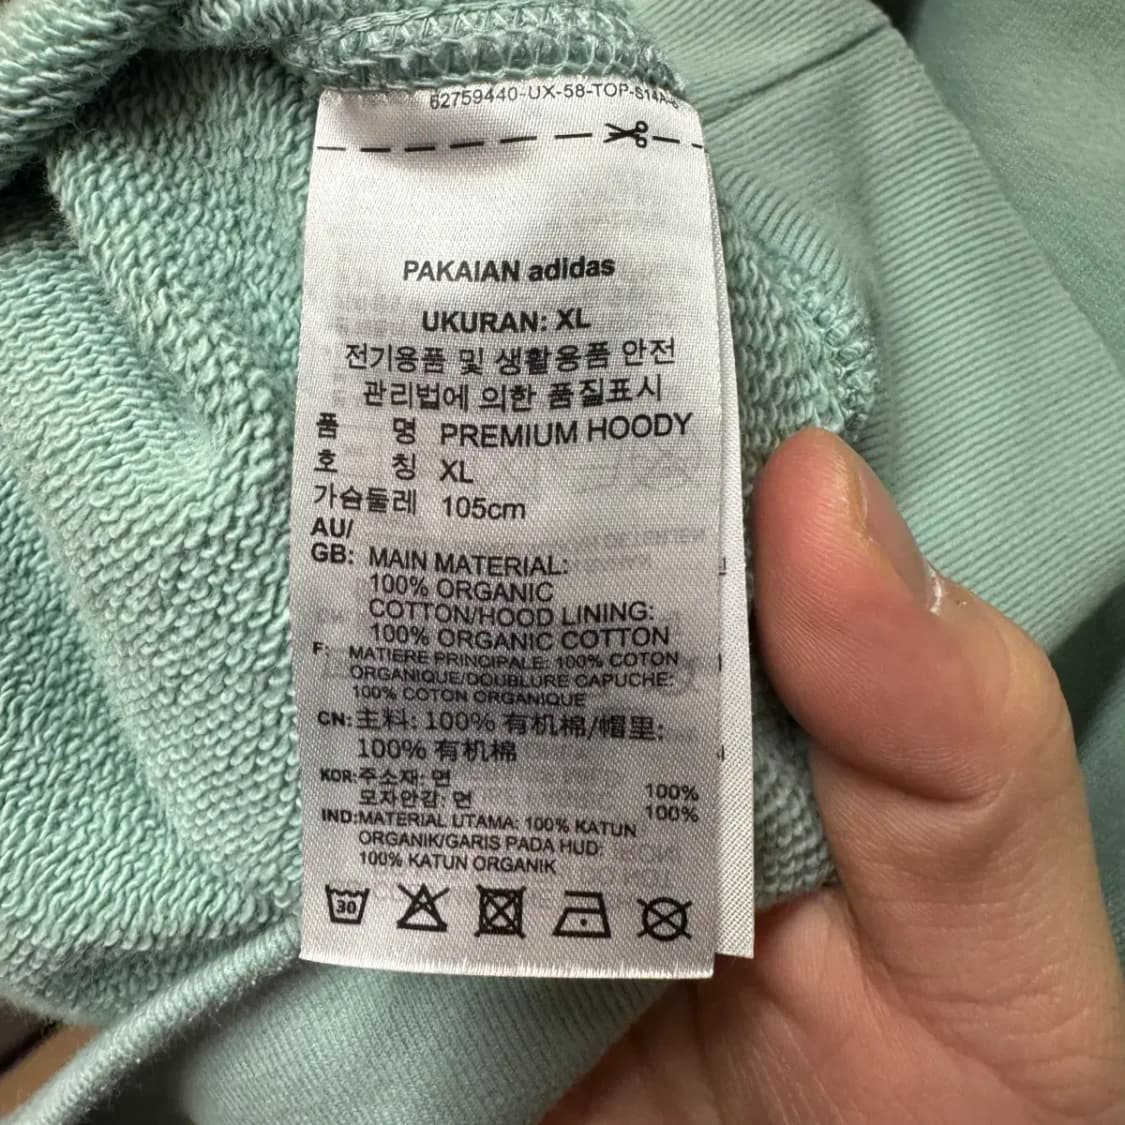 62759440-UX-58-TOP-S14A-
PAKAIAN adidas
UKURAN: XL
전기용품 및 생활용품 안전
관리법에 의한 품질표시
품 명 PREMIUM HOODY
호 칭 XL
가슴둘레 105cm
AU/
GB: MAIN MATERIAL:
100% ORGANIC
COTTON/HOOD LINING:
100% ORGANIC COTTON
F: MATIERE PRINCIPALE: 100% COTON
ORGANIQUE/DOUBLURE CAPUCHE:
100% COTON ORGANIQUE
CN: 主料: 100% 有机棉/帽里:
100% 有机棉
KOR: 주소재: 면 100%
모자안감: 면 100%
IND: MATERIAL UTAMA: 100% KATUN
ORGANIK/GARIS PADA HUD:
100% KATUN ORGANIK
30